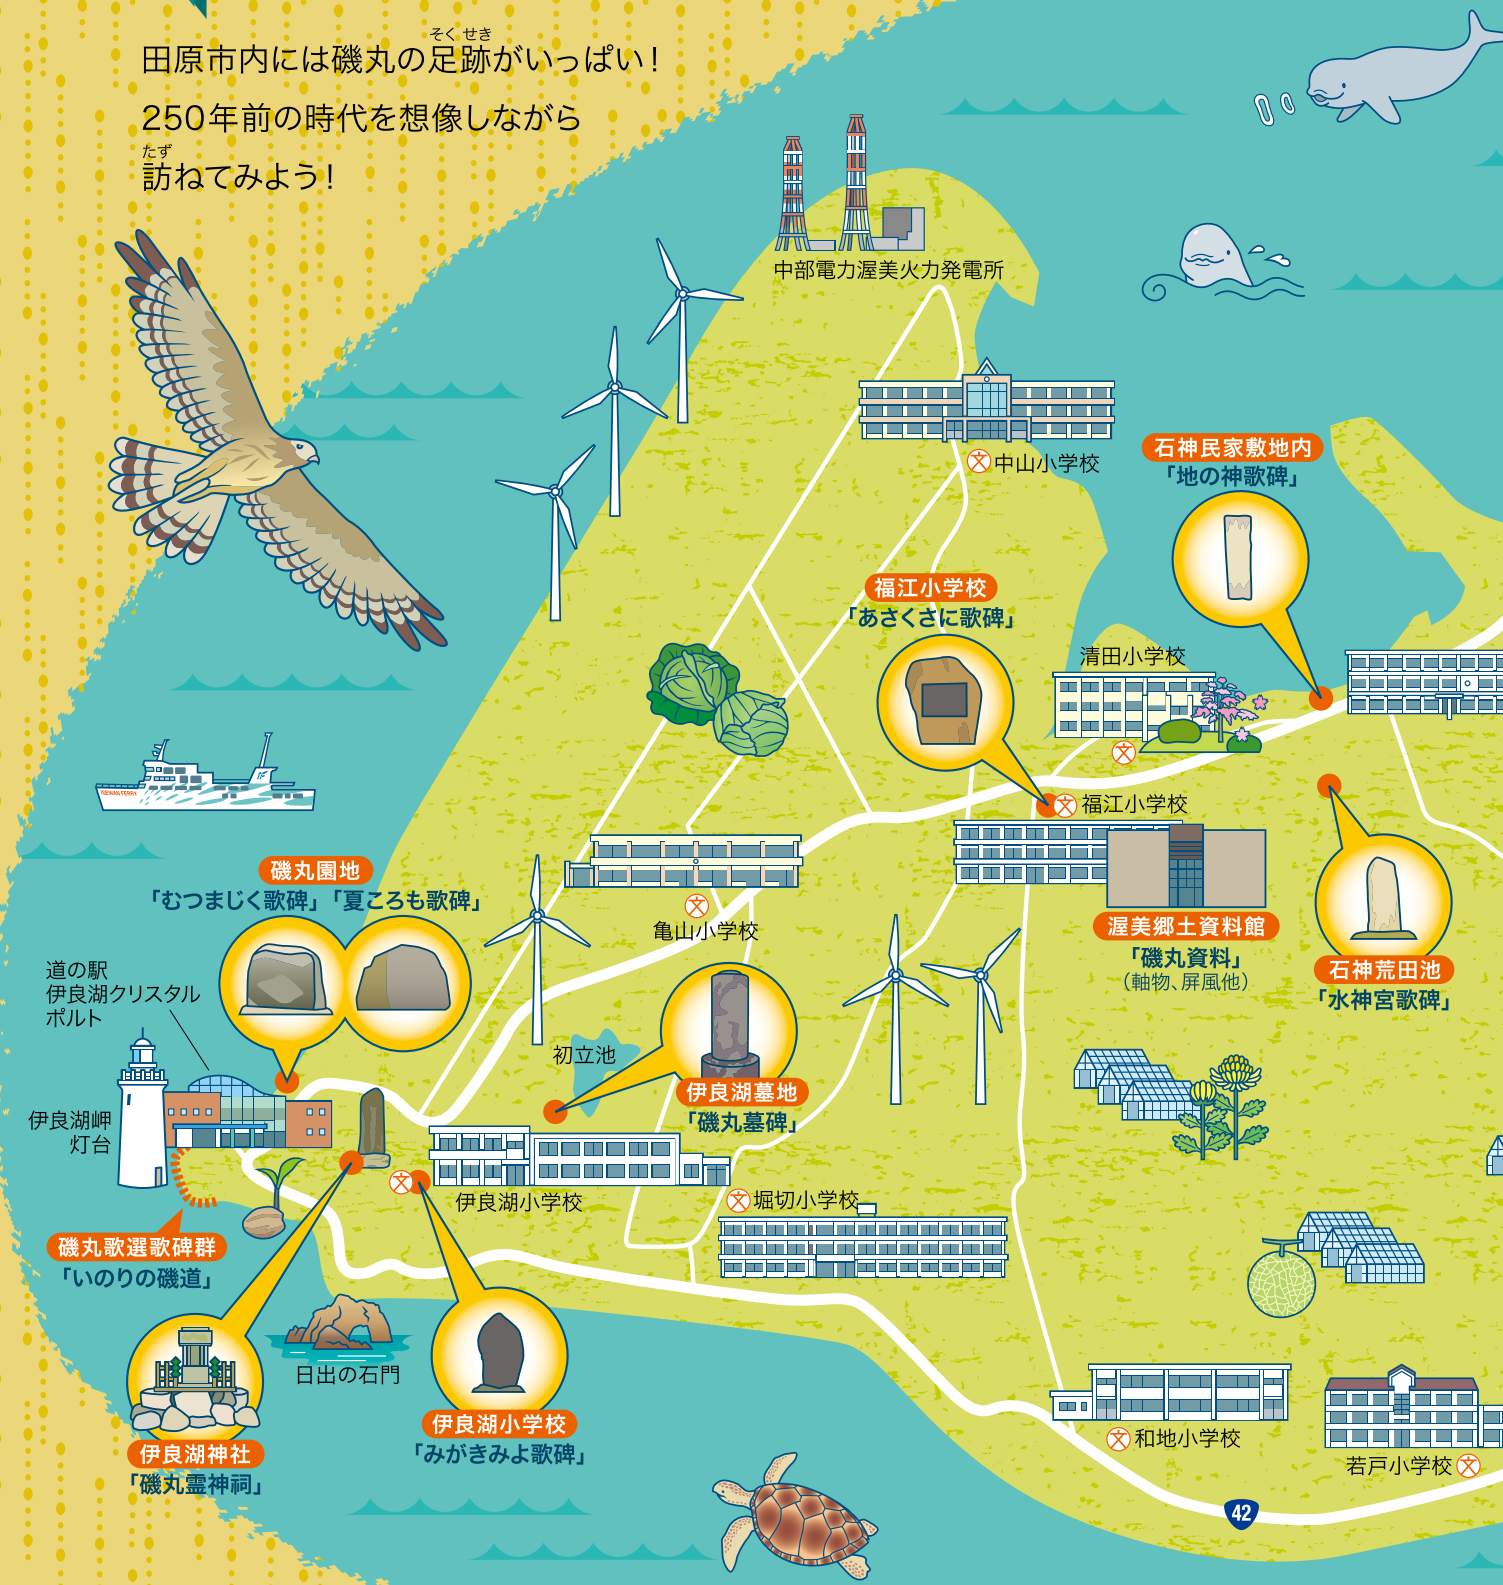 そくせき
田原市内には磯丸の足跡がいっぱい!
250年前の時代を想像しながら
たず
訪ねてみよう!
中部電力渥美火力発電所
文 中山小学校
石神民家敷地内
「地の神歌碑」
福江小学校
「あさくさに歌碑」
清田小学校
文
文 福江小学校
磯丸園地
「むつまじく歌碑」「夏ころも歌碑」
文
亀山小学校
渥美郷土資料館
「磯丸資料」
(軸物、屏風他)
石神荒田池
「水神宮歌碑」
道の駅
伊良湖クリスタル
ポルト
初立池
伊良湖墓地
「磯丸墓碑」
伊良湖岬
灯台
文
伊良湖小学校
文 堀切小学校
磯丸歌選歌碑群
「いのりの磯道」
日出の石門
伊良湖小学校
「みがきみよ歌碑」
伊良湖神社
「磯丸霊神祠」
文 和地小学校
若戸小学校 文
42